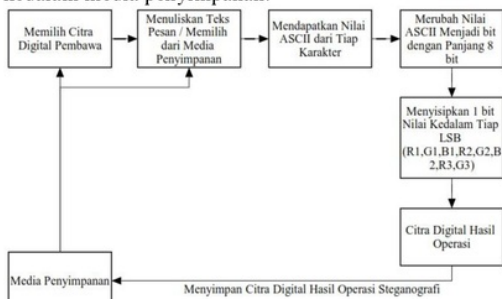 kedalam media penyimpanan.
Memilih Citra
Digital Pembawa
Menuliskan Teks
Pesan / Memilih
dari Media
Penyimpanan
Mendapatkan Nilai
ASCII dari Tiap
Karakter
Merubah Nilai
ASCII Menjadi bit
dengan Panjang 8
bit
Menyisipkan 1 bit
Nilai Kedalam Tiap
LSB
(R1,G1,B1,R2,G2,B
2,R3,G3)
Citra Digital Hasil
Operasi
Media Penyimpanan
Menyimpan Citra Digital Hasil Operasi Steganografi